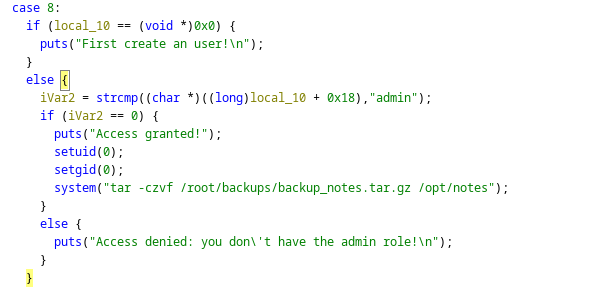 case 8:
if (local_10 == (void *)0x0) {
puts("First create an user!\n");
}
else {
iVar2 = strcmp((char *)((long)local_10 + 0x18),"admin");
if (iVar2 == 0) {
puts("Access granted!");
setuid(0);
setgid(0);
system("tar -czvf /root/backups/backup_notes.tar.gz /opt/notes");
}
else {
puts("Access denied: you don\'t have the admin role!\n");
}
}